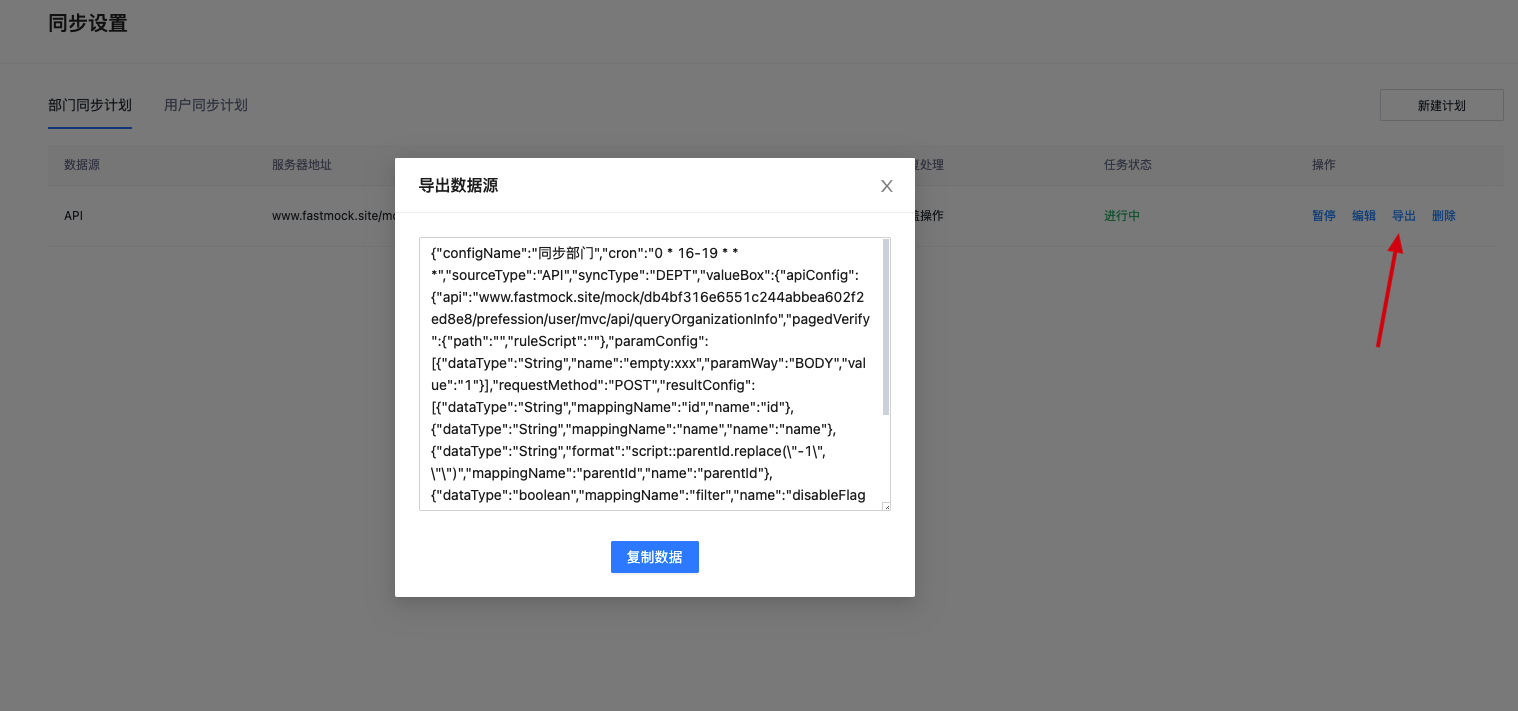 同步设置
部门同步计划 用户同步计划 新建计划
数据源 服务器地址 处理 任务状态 操作
API www.fastmock.site/mo 操作 进行中 暂停 编辑 导出 删除
导出数据源
{"configName":"同步部门","cron":"0 * 16-19 * *
*","sourceType":"API","syncType":"DEPT","valueBox":{"apiConfig":
{"api":"www.fastmock.site/mock/db4bf316e6551c244abbea602f2
ed8e8/prefession/user/mvc/api/queryOrganizationInfo","pagedVerify
":{"path":"","ruleScript":""},"paramConfig":
[{"dataType":"String","name":"empty:xxx","paramWay":"BODY","val
ue":"1"}],"requestMethod":"POST","resultConfig":
[{"dataType":"String","mappingName":"id","name":"id"},
{"dataType":"String","mappingName":"name","name":"name"},
{"dataType":"String","format":"script::parentId.replace(\"-1\",
\"\")","mappingName":"parentId","name":"parentId"},
{"dataType":"boolean","mappingName":"filter","name":"disableFlag
复制数据